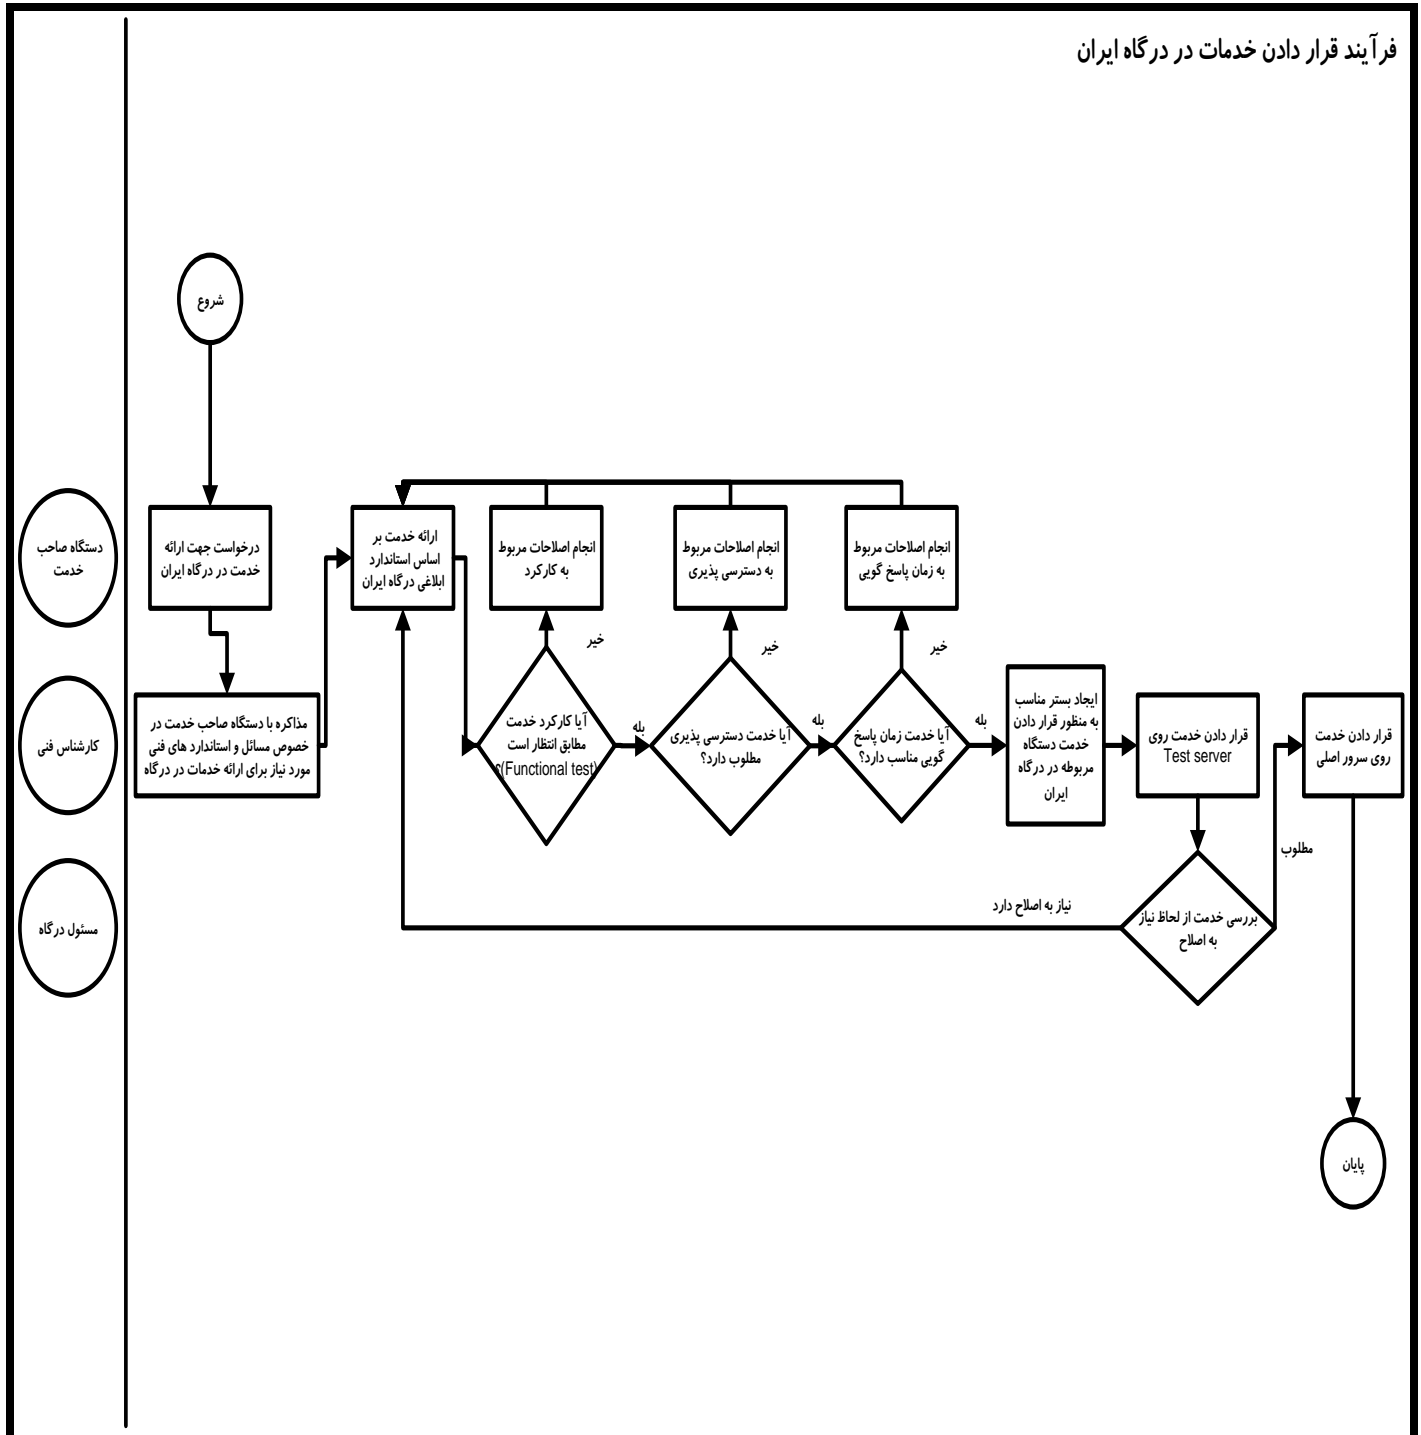 فرآیند قرار دادن خدمات در درگاه ایران
شروع
دستگاه صاحب
خدمت
درخواست جهت ارائه
خدمت در درگاه ایران
ارائه خدمت بر
اساس استاندارد
ابلاغی درگاه ایران
انجام اصلاحات مربوط
به کارکرد
انجام اصلاحات مربوط
به دسترسی پذیری
انجام اصلاحات مربوط
به زمان پاسخ گویی
خیر
خیر
خیر
کارشناس فنی
مذاکره با دستگاه صاحب خدمت در
خصوص مسائل و استاندارد های فنی
مورد نیاز برای ارائه خدمات در درگاه
آیا کارکرد خدمت
مطابق انتظار است
(Functional test)؟
بله
آیا خدمت دسترسی پذیری
مطلوب دارد؟
بله
آیا خدمت زمان پاسخ
گویی مناسب دارد؟
بله
ایجاد بستر مناسب
به منظور قرار دادن
خدمت دستگاه
مربوطه در درگاه
ایران
قرار دادن خدمت روی
Test server
قرار دادن خدمت
روی سرور اصلی
مطلوب
مسئول درگاه
نیاز به اصلاح دارد
بررسی خدمت از لحاظ نیاز
به اصلاح
پایان